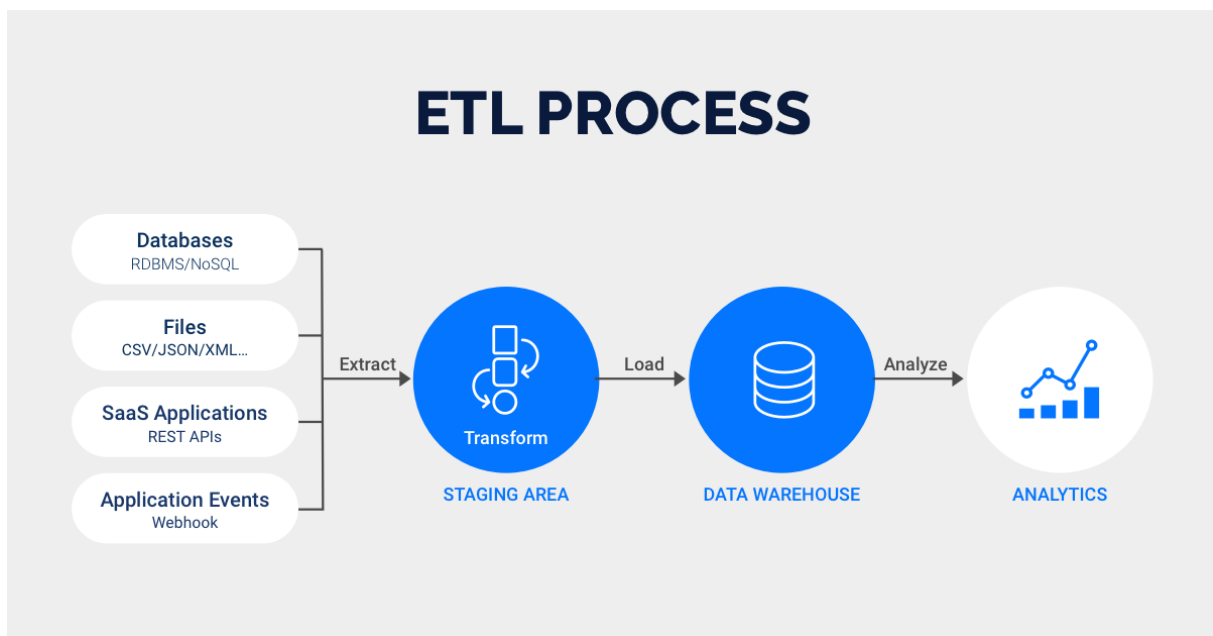 ETL PROCESS
Databases
RDBMS/NoSQL
Files
CSV/JSON/XML...
SaaS Applications
REST APIs
Application Events
Webhook
Extract
Transform
STAGING AREA
Load
DATA WAREHOUSE
Analyze
ANALYTICS